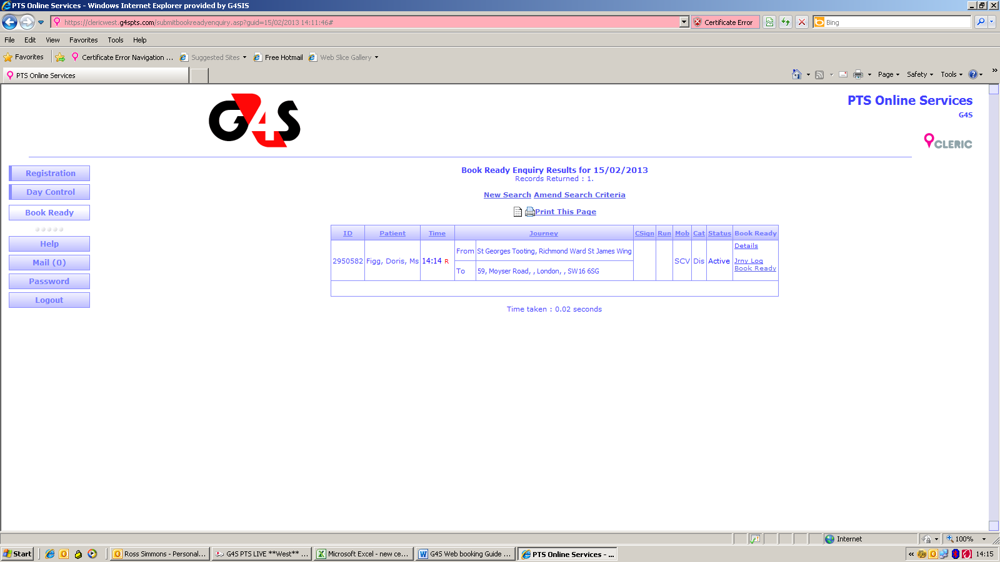 PTS Online Services - Windows Internet Explorer provided by G4SIS
https://clericwest.g4spts.com/submitbookreadyenquiry.asp?guid=15/02/2013 14:11:46#
Certificate Error
Bing
File Edit View Favorites Tools Help
Favorites Certificate Error Navigation ... Suggested Sites Free Hotmail Web Slice Gallery
PTS Online Services
Page Safety Tools »
G4S
PTS Online Services
G4S
CLERIC
Registration
Day Control
Book Ready
Help
Mail (0)
Password
Logout
Book Ready Enquiry Results for 15/02/2013
Records Returned : 1.
New Search Amend Search Criteria
Print This Page
ID Patient Time Journey CSign Run Mob Cat Status Book Ready
2950582 Figg, Doris, Ms 14:14 R
From St Georges Tooting, Richmond Ward St James Wing
To 59, Moyser Road, , London, , SW16 6SG
SCV Dis Active
Details
Jrny Log
Book Ready
Time taken : 0.02 seconds
Internet 100%
Start Ross Simmons - Personal... G4S PTS LIVE **West** ... Microsoft Excel - new ce... G4S Web booking Guide ... PTS Online Services - ... « 14:15